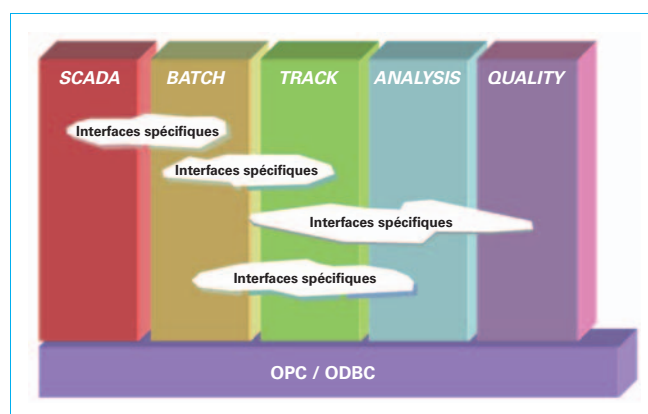 SCADA BATCH TRACK ANALYSIS QUALITY
Interfaces spécifiques
Interfaces spécifiques
Interfaces spécifiques
Interfaces spécifiques
OPC / ODBC